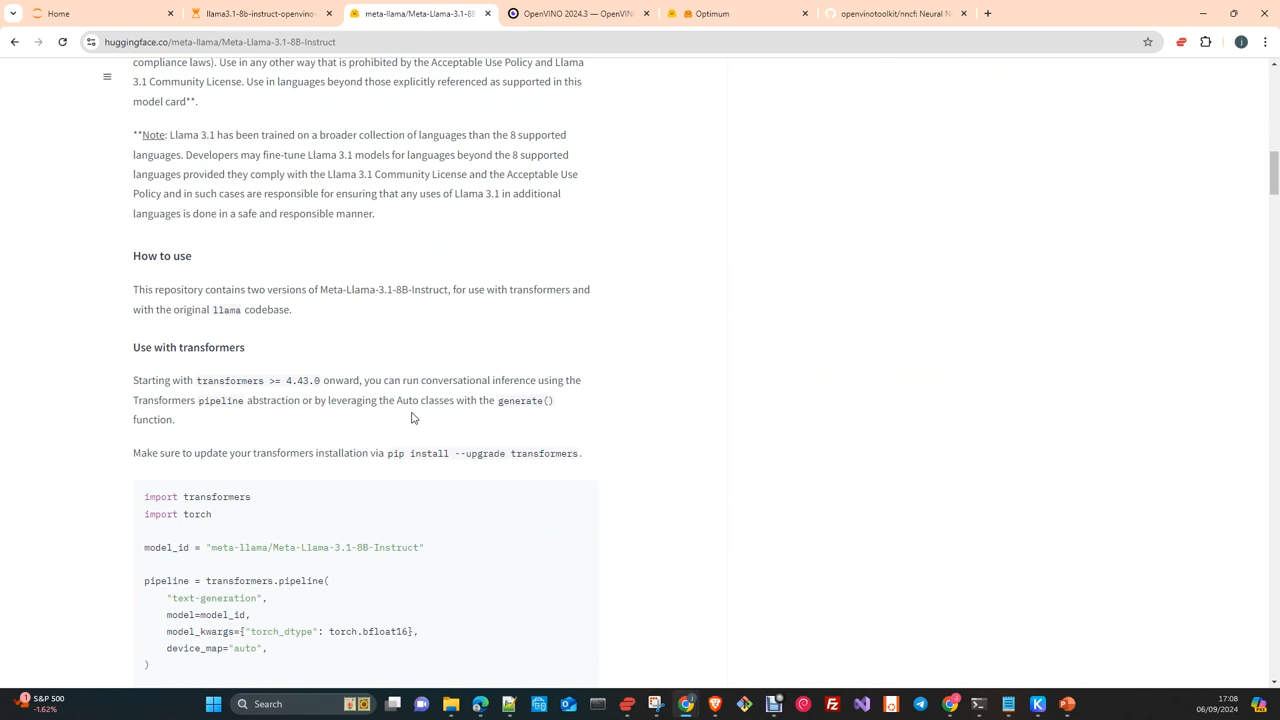 Home
llama3.1-8b-instruct-openvino-
meta-llama/Meta-Llama-3.1-8B
OpenVINO 2024.3 — OpenVIN
Optimum
openvinotoolkit/nncf: Neural N
huggingface.co/meta-llama/Meta-Llama-3.1-8B-Instruct
compliance laws). Use in any other way that is prohibited by the Acceptable Use Policy and Llama
3.1 Community License. Use in languages beyond those explicitly referenced as supported in this
model card**.
**Note: Llama 3.1 has been trained on a broader collection of languages than the 8 supported
languages. Developers may fine-tune Llama 3.1 models for languages beyond the 8 supported
languages provided they comply with the Llama 3.1 Community License and the Acceptable Use
Policy and in such cases are responsible for ensuring that any uses of Llama 3.1 in additional
languages is done in a safe and responsible manner.
How to use
This repository contains two versions of Meta-Llama-3.1-8B-Instruct, for use with transformers and
with the original llama codebase.
Use with transformers
Starting with transformers >= 4.43.0 onward, you can run conversational inference using the
Transformers pipeline abstraction or by leveraging the Auto classes with the generate()
function.
Make sure to update your transformers installation via pip install --upgrade transformers.
import transformers
import torch
model_id = "meta-llama/Meta-Llama-3.1-8B-Instruct"
pipeline = transformers.pipeline(
"text-generation",
model=model_id,
model_kwargs={"torch_dtype": torch.bfloat16},
device_map="auto",
)
S&P 500
-1.62%
Search
17:08
06/09/2024